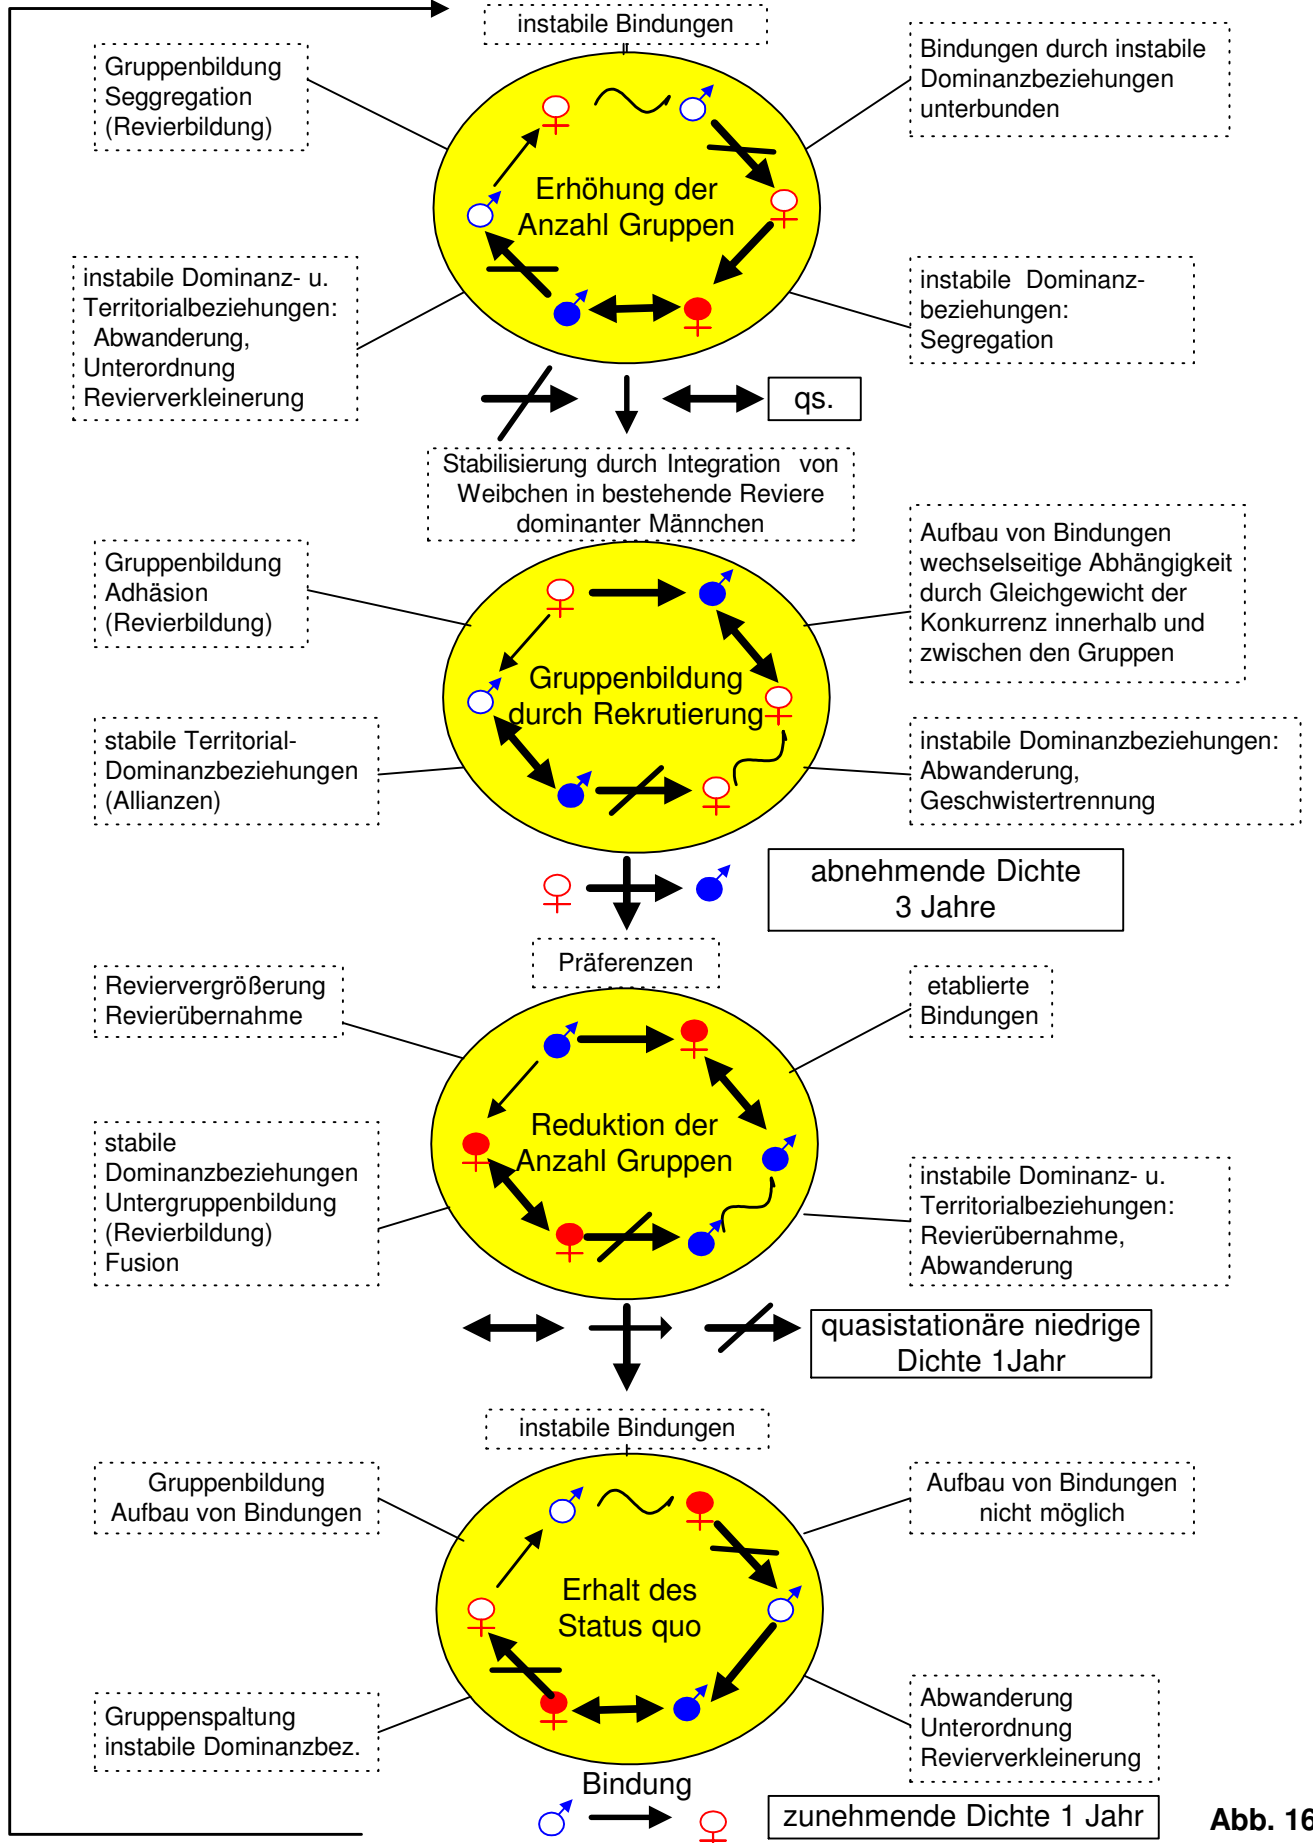 instabile Bindungen
Gruppenbildung
Seggregation
(Revierbildung)
Bindungen durch instabile
Dominanzbeziehungen
unterbunden
Erhöhung der
Anzahl Gruppen
instabile Dominanz- u.
Territorialbeziehungen:
Abwanderung,
Unterordnung
Revierverkleinerung
instabile Dominanz-
beziehungen:
Segregation
qs.
Stabilisierung durch Integration von
Weibchen in bestehende Reviere
dominanter Männchen
Gruppenbildung
Adhäsion
(Revierbildung)
Aufbau von Bindungen
wechselseitige Abhängigkeit
durch Gleichgewicht der
Konkurrenz innerhalb und
zwischen den Gruppen
Gruppenbildung
durch Rekrutierung
stabile Territorial-
Dominanzbeziehungen
(Allianzen)
instabile Dominanzbeziehungen:
Abwanderung,
Geschwistertrennung
abnehmende Dichte
3 Jahre
Präferenzen
Reviervergrößerung
Revierübernahme
etablierte
Bindungen
Reduktion der
Anzahl Gruppen
stabile
Dominanzbeziehungen
Untergruppenbildung
(Revierbildung)
Fusion
instabile Dominanz- u.
Territorialbeziehungen:
Revierübernahme,
Abwanderung
quasistationäre niedrige
Dichte 1Jahr
instabile Bindungen
Gruppenbildung
Aufbau von Bindungen
Aufbau von Bindungen
nicht möglich
Erhalt des
Status quo
Gruppenspaltung
instabile Dominanzbez.
Abwanderung
Unterordnung
Revierverkleinerung
Bindung
zunehmende Dichte 1 Jahr
Abb. 16